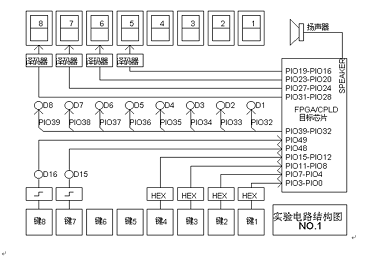 8 7 6 5 4 3 2 1
扬声器
译码器 译码器 译码器 译码器
SPEAKER
PIO19-PIO16
PIO23-PIO20
PIO27-PIO24
PIO31-PIO28
FPGA/CPLD
目标芯片
D8 D7 D6 D5 D4 D3 D2 D1
PIO39 PIO38 PIO37 PIO36 PIO35 PIO34 PIO33 PIO32
PIO39-PIO32
PIO49
PIO48
PIO15-PIO12
PIO11-PIO8
PIO7-PIO4
PIO3-PIO0
D16 D15
HEX HEX HEX HEX
键8 键7 键6 键5 键4 键3 键2 键1
实验电路结构图
NO.1